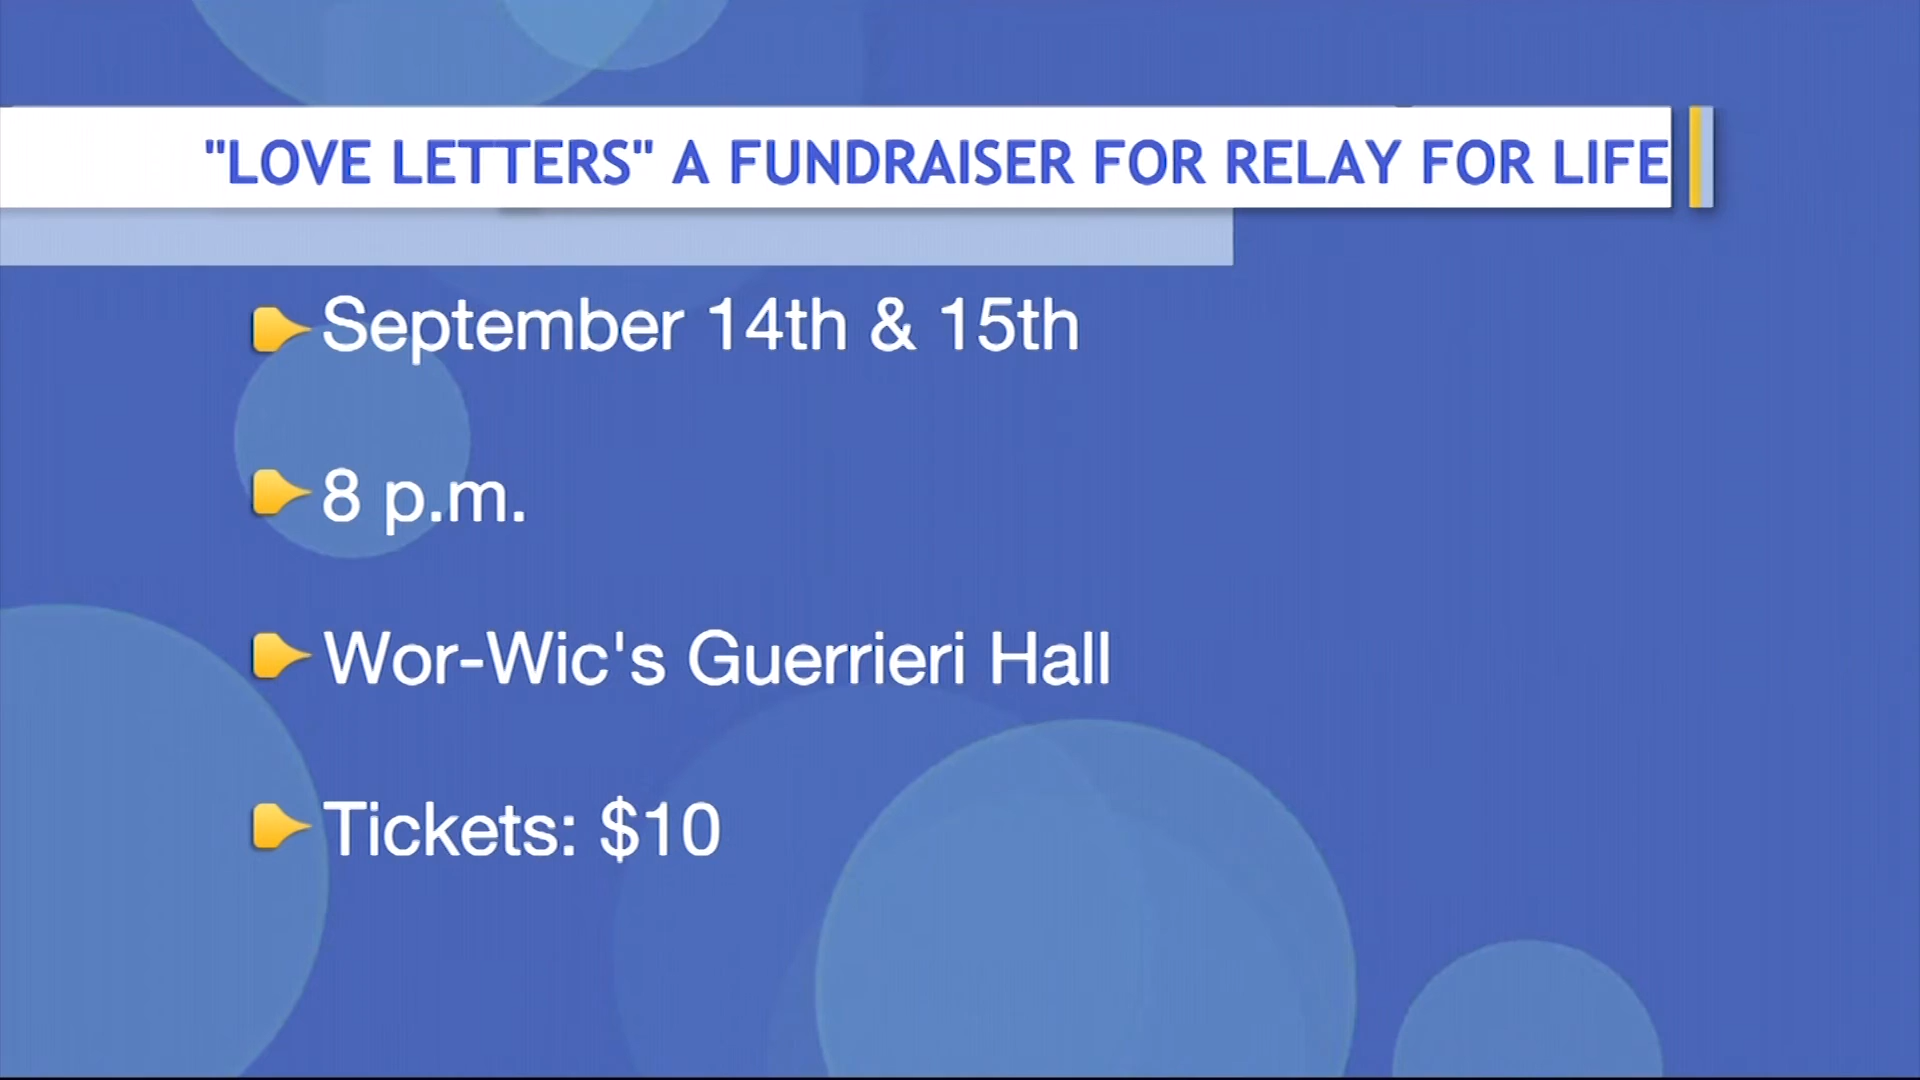 "LOVE LETTERS" A FUNDRAISER FOR RELAY FOR LIFE
September 14th & 15th
8 p.m.
Wor-Wic's Guerrieri Hall
Tickets: $10